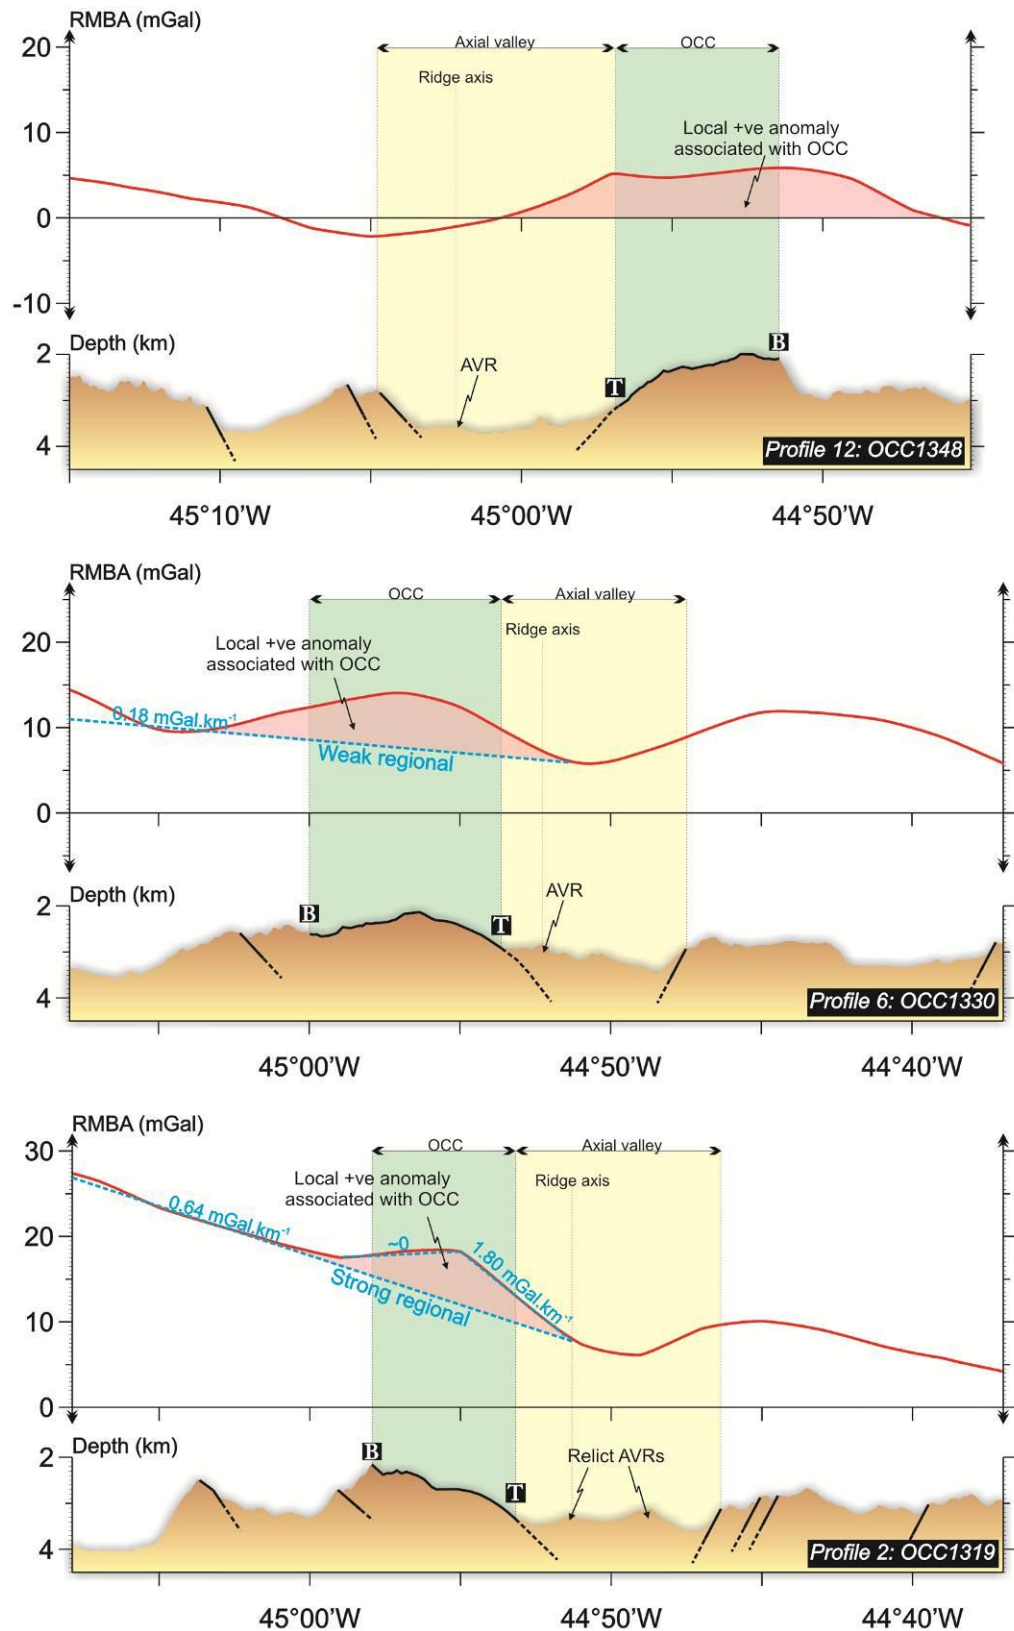 RMBA (mGal)
20
10
0
-10
Axial valley
OCC
Ridge axis
Local +ve anomaly
associated with OCC
Depth (km)
2
4
AVR
T
B
Profile 12: OCC1348
45°10'W
45°00'W
44°50'W
RMBA (mGal)
20
10
0
OCC
Axial valley
Ridge axis
Local +ve anomaly
associated with OCC
0.18 mGal.km⁻¹
Weak regional
Depth (km)
2
4
B
T
AVR
Profile 6: OCC1330
45°00'W
44°50'W
44°40'W
RMBA (mGal)
30
20
10
0
OCC
Axial valley
Ridge axis
Local +ve anomaly
associated with OCC
0.64 mGal.km⁻¹
~0
1.80 mGal.km⁻¹
Strong regional
Depth (km)
2
4
B
T
Relict AVRs
Profile 2: OCC1319
45°00'W
44°50'W
44°40'W